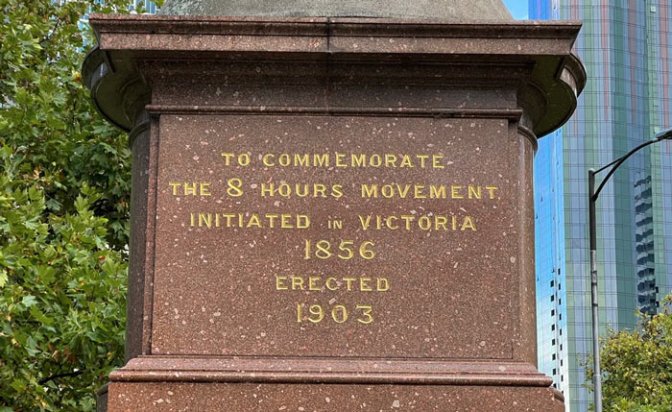 TO COMMEMORATE
THE 8 HOURS MOVEMENT
INITIATED IN VICTORIA
1856
ERECTED
1903